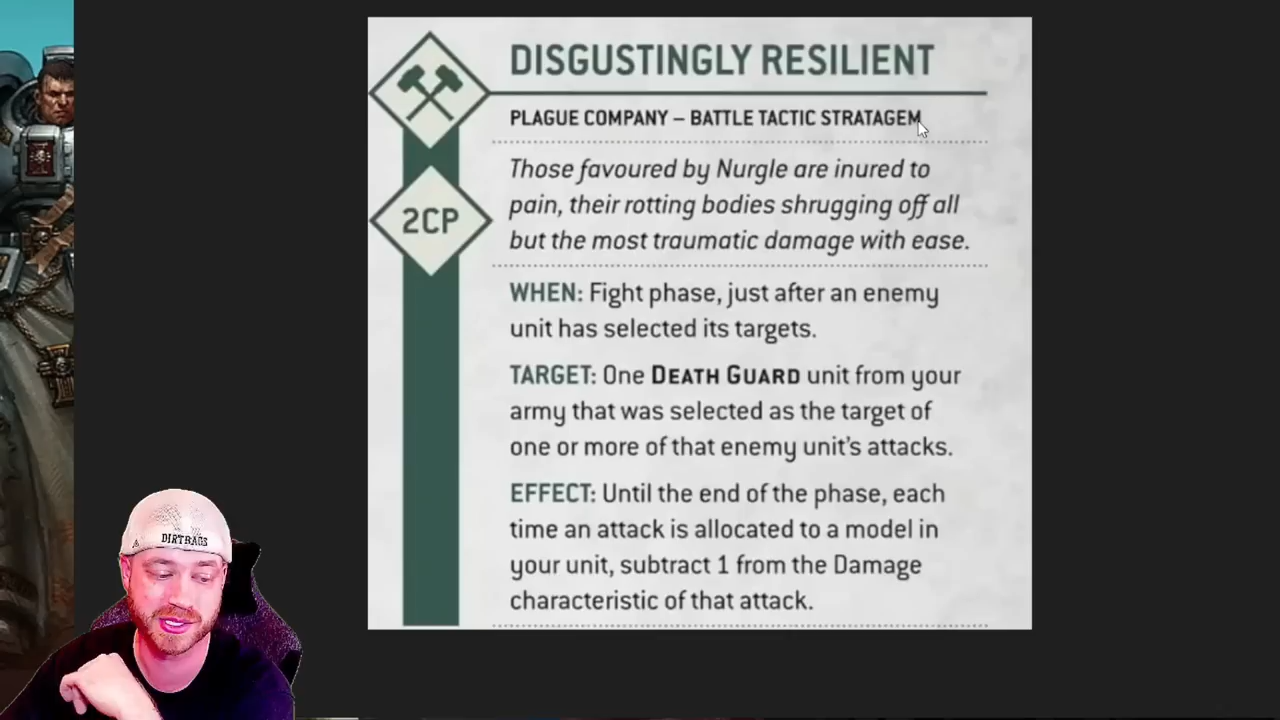 DISGUSTINGLY RESILIENT
PLAGUE COMPANY – BATTLE TACTIC STRATAGEM
Those favoured by Nurgle are inured to
pain, their rotting bodies shrugging off all
but the most traumatic damage with ease.
2CP
WHEN: Fight phase, just after an enemy
unit has selected its targets.
TARGET: One DEATH GUARD unit from your
army that was selected as the target of
one or more of that enemy unit's attacks.
EFFECT: Until the end of the phase, each
time an attack is allocated to a model in
your unit, subtract 1 from the Damage
characteristic of that attack.
DIRTBAGS